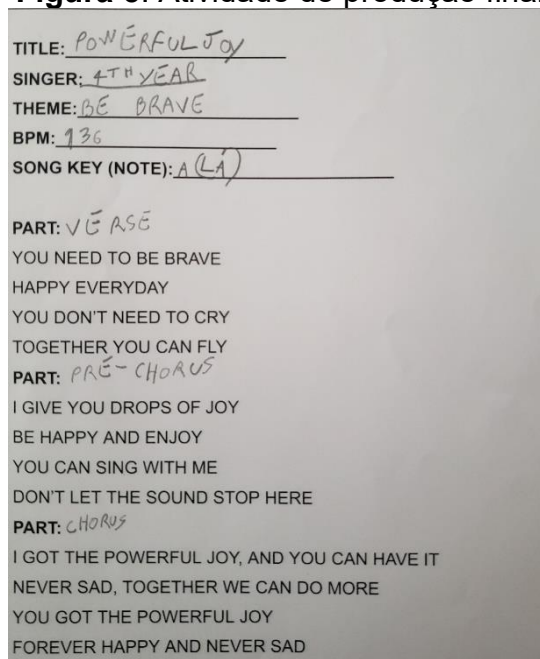 Figura 3: Atividade de produção final
TITLE: POWERFUL JOY
SINGER: 4TH YEAR
THEME: BE BRAVE
BPM: 136
SONG KEY (NOTE): A (LÁ)
PART: VERSE
YOU NEED TO BE BRAVE
HAPPY EVERYDAY
YOU DON'T NEED TO CRY
TOGETHER YOU CAN FLY
PART: PRÉ-CHORUS
I GIVE YOU DROPS OF JOY
BE HAPPY AND ENJOY
YOU CAN SING WITH ME
DON'T LET THE SOUND STOP HERE
PART: CHORUS
I GOT THE POWERFUL JOY, AND YOU CAN HAVE IT
NEVER SAD, TOGETHER WE CAN DO MORE
YOU GOT THE POWERFUL JOY
FOREVER HAPPY AND NEVER SAD